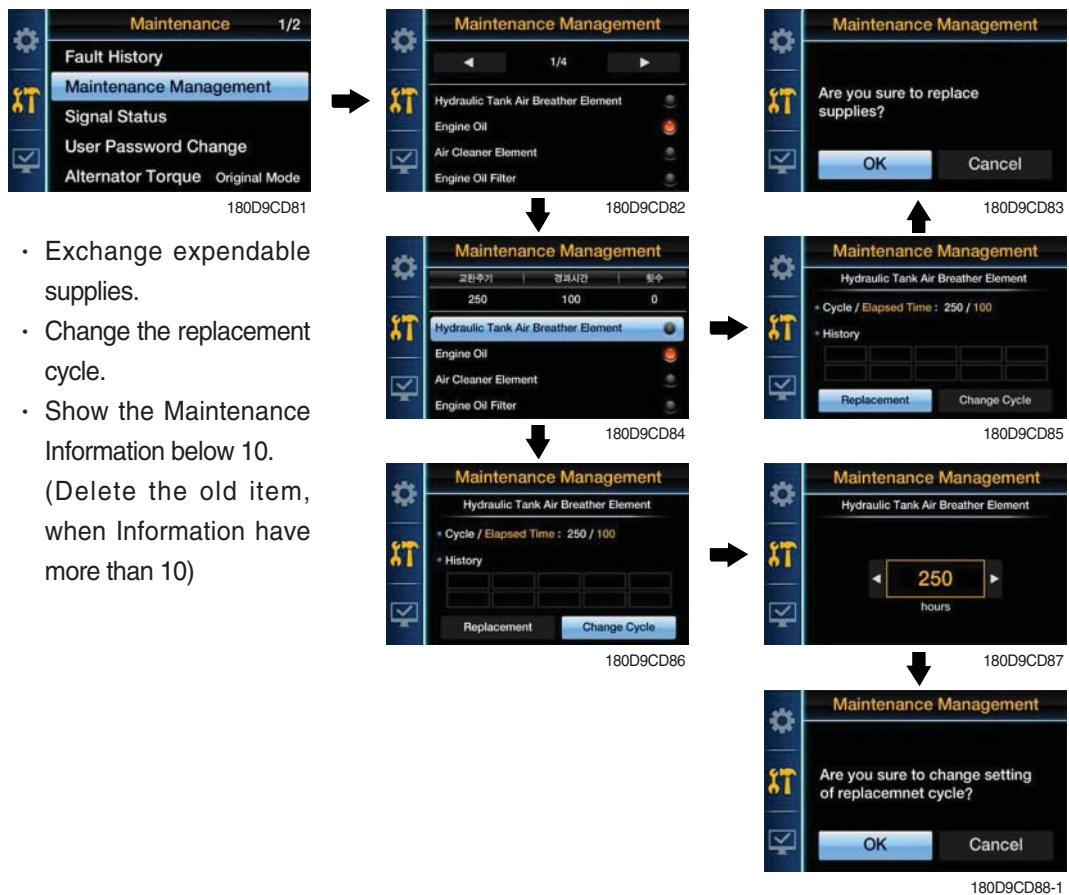 Maintenance 1/2
Fault History
Maintenance Management
Signal Status
User Password Change
Alternator Torque Original Mode
180D9CD81
· Exchange expendable
supplies.
· Change the replacement
cycle.
· Show the Maintenance
Information below 10.
(Delete the old item,
when Information have
more than 10)
Maintenance Management
1/4
Hydraulic Tank Air Breather Element
Engine Oil
Air Cleaner Element
Engine Oil Filter
180D9CD82
Maintenance Management
Are you sure to replace
supplies?
OK Cancel
180D9CD83
Maintenance Management
교환주기 경과시간 횟수
250 100 0
Hydraulic Tank Air Breather Element
Engine Oil
Air Cleaner Element
Engine Oil Filter
180D9CD84
Maintenance Management
Hydraulic Tank Air Breather Element
• Cycle / Elapsed Time : 250 / 100
• History
Replacement Change Cycle
180D9CD85
Maintenance Management
Hydraulic Tank Air Breather Element
• Cycle / Elapsed Time : 250 / 100
• History
Replacement Change Cycle
180D9CD86
Maintenance Management
Hydraulic Tank Air Breather Element
250
hours
180D9CD87
Maintenance Management
Are you sure to change setting
of replacemnet cycle?
OK Cancel
180D9CD88-1